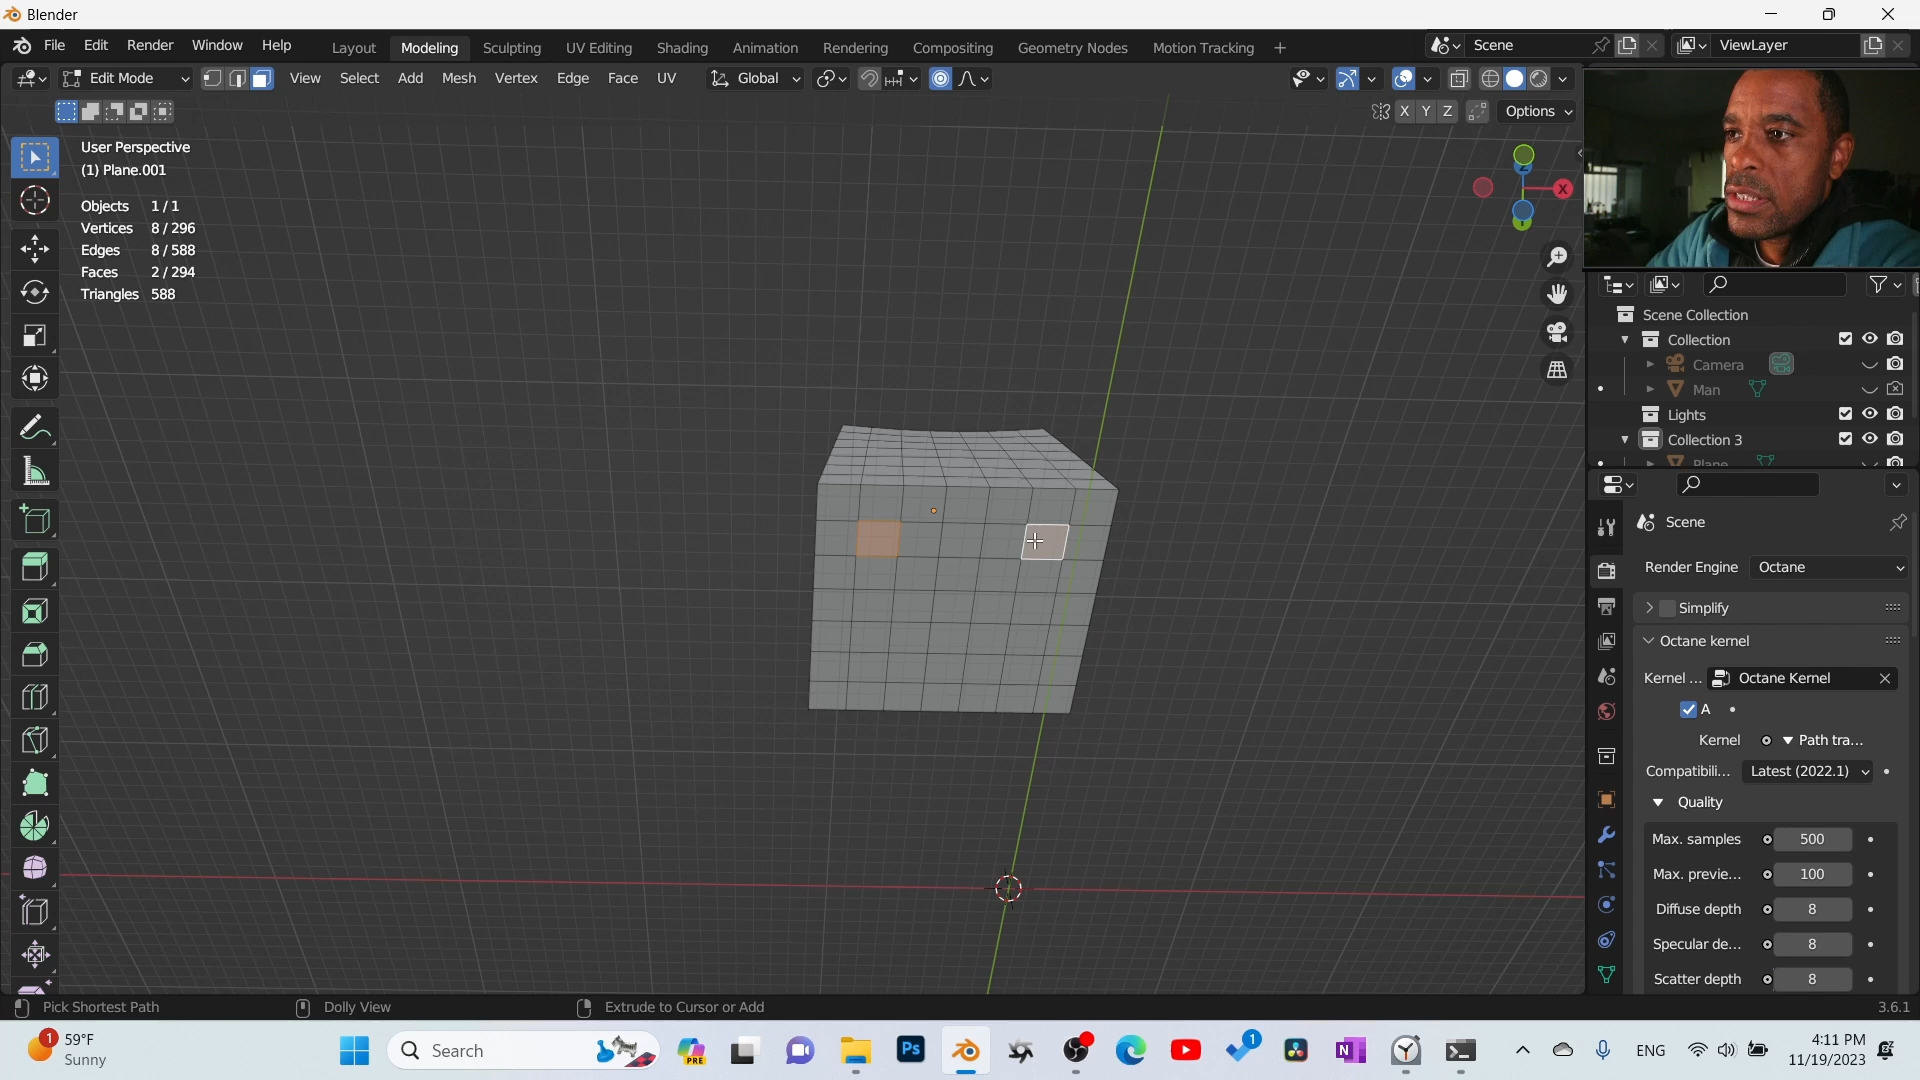 Blender
File Edit Render Window Help Layout Modeling Sculpting UV Editing Shading Animation Rendering Compositing Geometry Nodes Motion Tracking + Scene ViewLayer
Edit Mode View Select Add Mesh Vertex Edge Face UV Global
X Y Z Options
User Perspective
(1) Plane.001
Objects 1/1
Vertices 8/296
Edges 8/588
Faces 2/294
Triangles 588
Z
X
Y
Scene Collection
Collection
Camera
Man
Lights
Collection 3
Plane
Scene
Render Engine Octane
Simplify
Octane kernel
Kernel ... Octane Kernel
A
Kernel Path tra...
Compatibili... Latest (2022.1)
Quality
Max. samples 500
Max. previe... 100
Diffuse depth 8
Specular de... 8
Scatter depth 8
Pick Shortest Path Dolly View Extrude to Cursor or Add 3.6.1
1 59°F
Sunny
Search
PRE
Ps
1
N
ENG
4:11 PM
11/19/2023